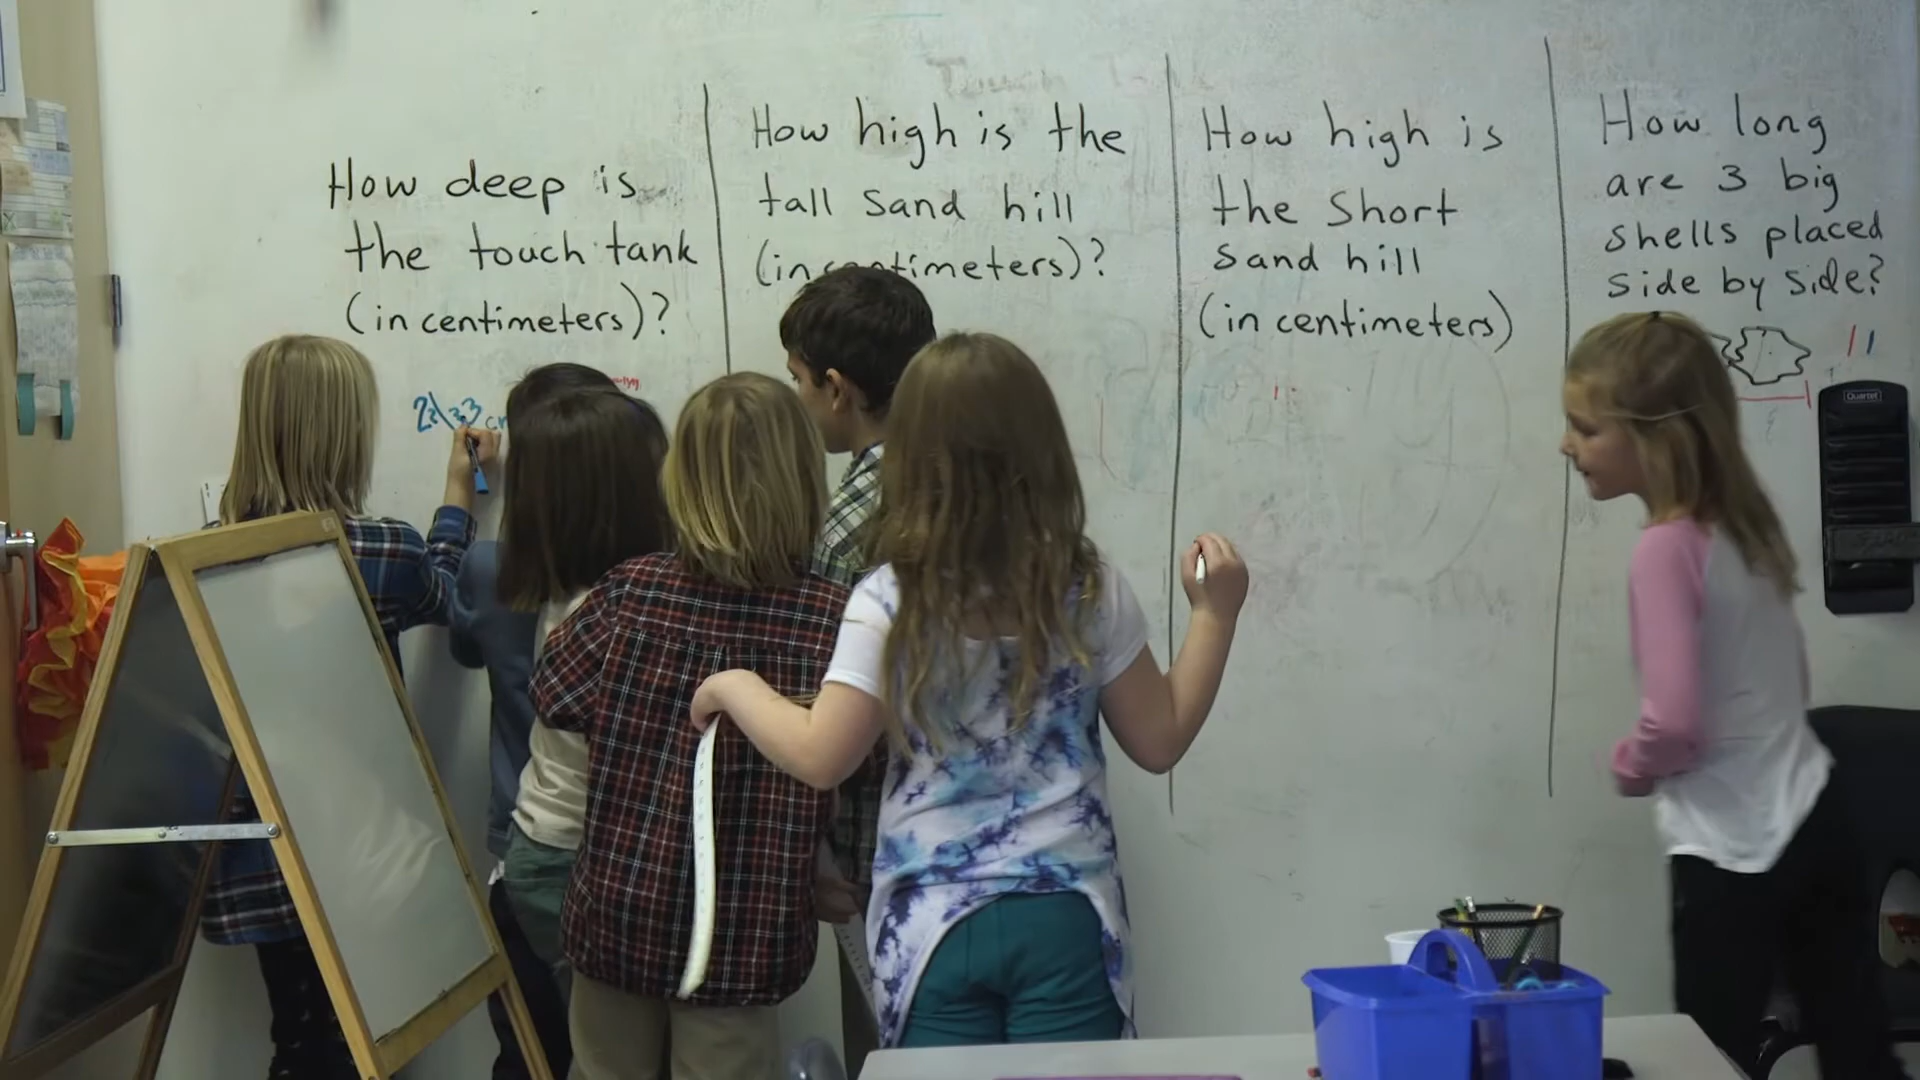 How deep is
the touch tank
(in centimeters)?
How high is the
tall sand hill
(in centimeters)?
How high is
the short
sand hill
(in centimeters)
How long
are 3 big
shells placed
side by side?
Quartet